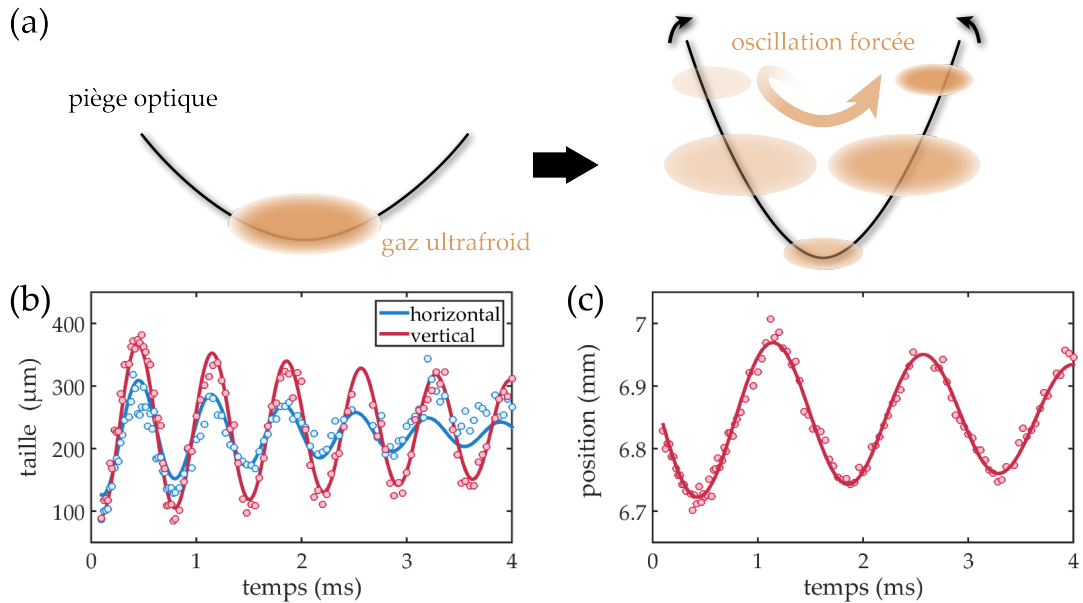 (a)
piège optique
gaz ultrafroid
oscillation forcée
(b)
taille (µm)
400
300
200
100
0 1 2 3 4
temps (ms)
horizontal
vertical
(c)
position (mm)
7
6.9
6.8
6.7
0 1 2 3 4
temps (ms)